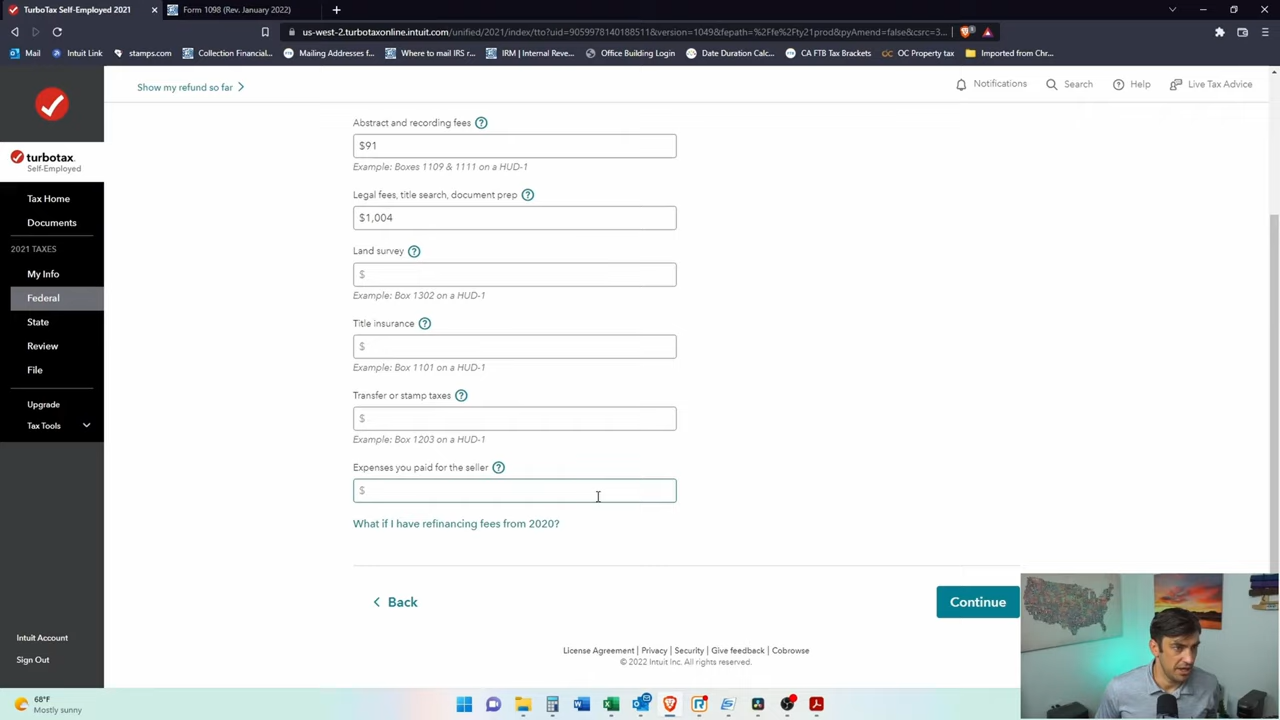 TurboTax Self-Employed 2021
Form 1098 (Rev. January 2022)
us-west-2.turbotaxonline.intuit.com/unified/2021/index/tto?uid=9059978140188511&version=1049&fepath=%2Ffe%2Fty21prod&pyAmend=false&csrc=3...
Mail
Intuit Link
stamps.com
Collection Financial...
Mailing Addresses f...
Where to mail IRS r...
IRM | Internal Reve...
Office Building Login
Date Duration Calc...
CA FTB Tax Brackets
OC Property tax
Imported from Chr...
Show my refund so far
Notifications
Search
Help
Live Tax Advice
turbotax
Self-Employed
Tax Home
Documents
2021 TAXES
My Info
Federal
State
Review
File
Upgrade
Tax Tools
Intuit Account
Sign Out
Abstract and recording fees
$91
Example: Boxes 1109 & 1111 on a HUD-1
Legal fees, title search, document prep
$1,004
Land survey
$
Example: Box 1302 on a HUD-1
Title insurance
$
Example: Box 1101 on a HUD-1
Transfer or stamp taxes
$
Example: Box 1203 on a HUD-1
Expenses you paid for the seller
$
What if I have refinancing fees from 2020?
Back
Continue
License Agreement | Privacy | Security | Give feedback | Cobrowse
© 2022 Intuit Inc. All rights reserved.
68°F
Mostly sunny